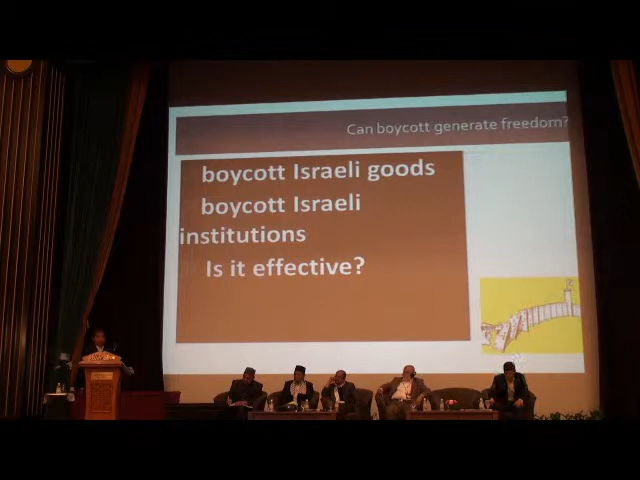 Can boycott generate freedom?
boycott Israeli goods
boycott Israeli
institutions
Is it effective?